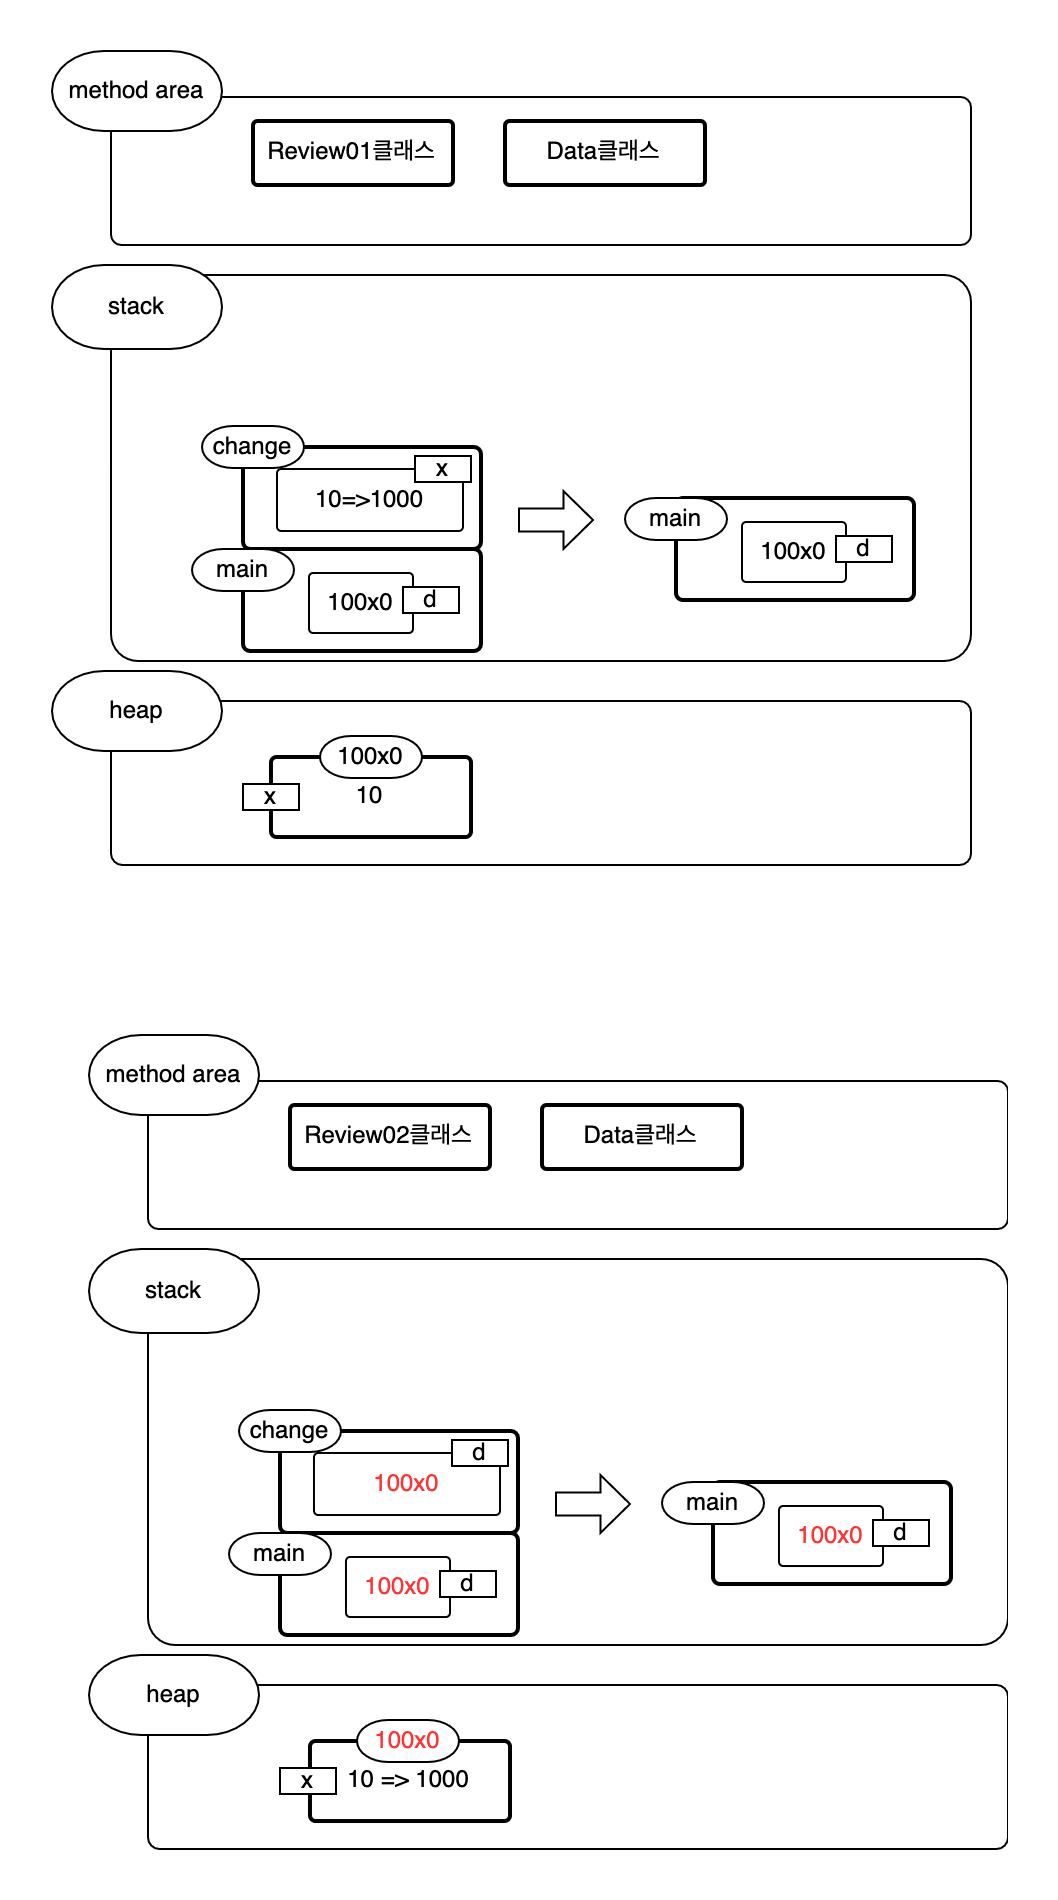 method area
Review01클래스
Data클래스
stack
change
x
10=>1000
main
100x0
d
main
100x0
d
heap
100x0
x
10
method area
Review02클래스
Data클래스
stack
change
d
100x0
main
100x0
d
main
100x0
d
heap
100x0
x
10 => 1000